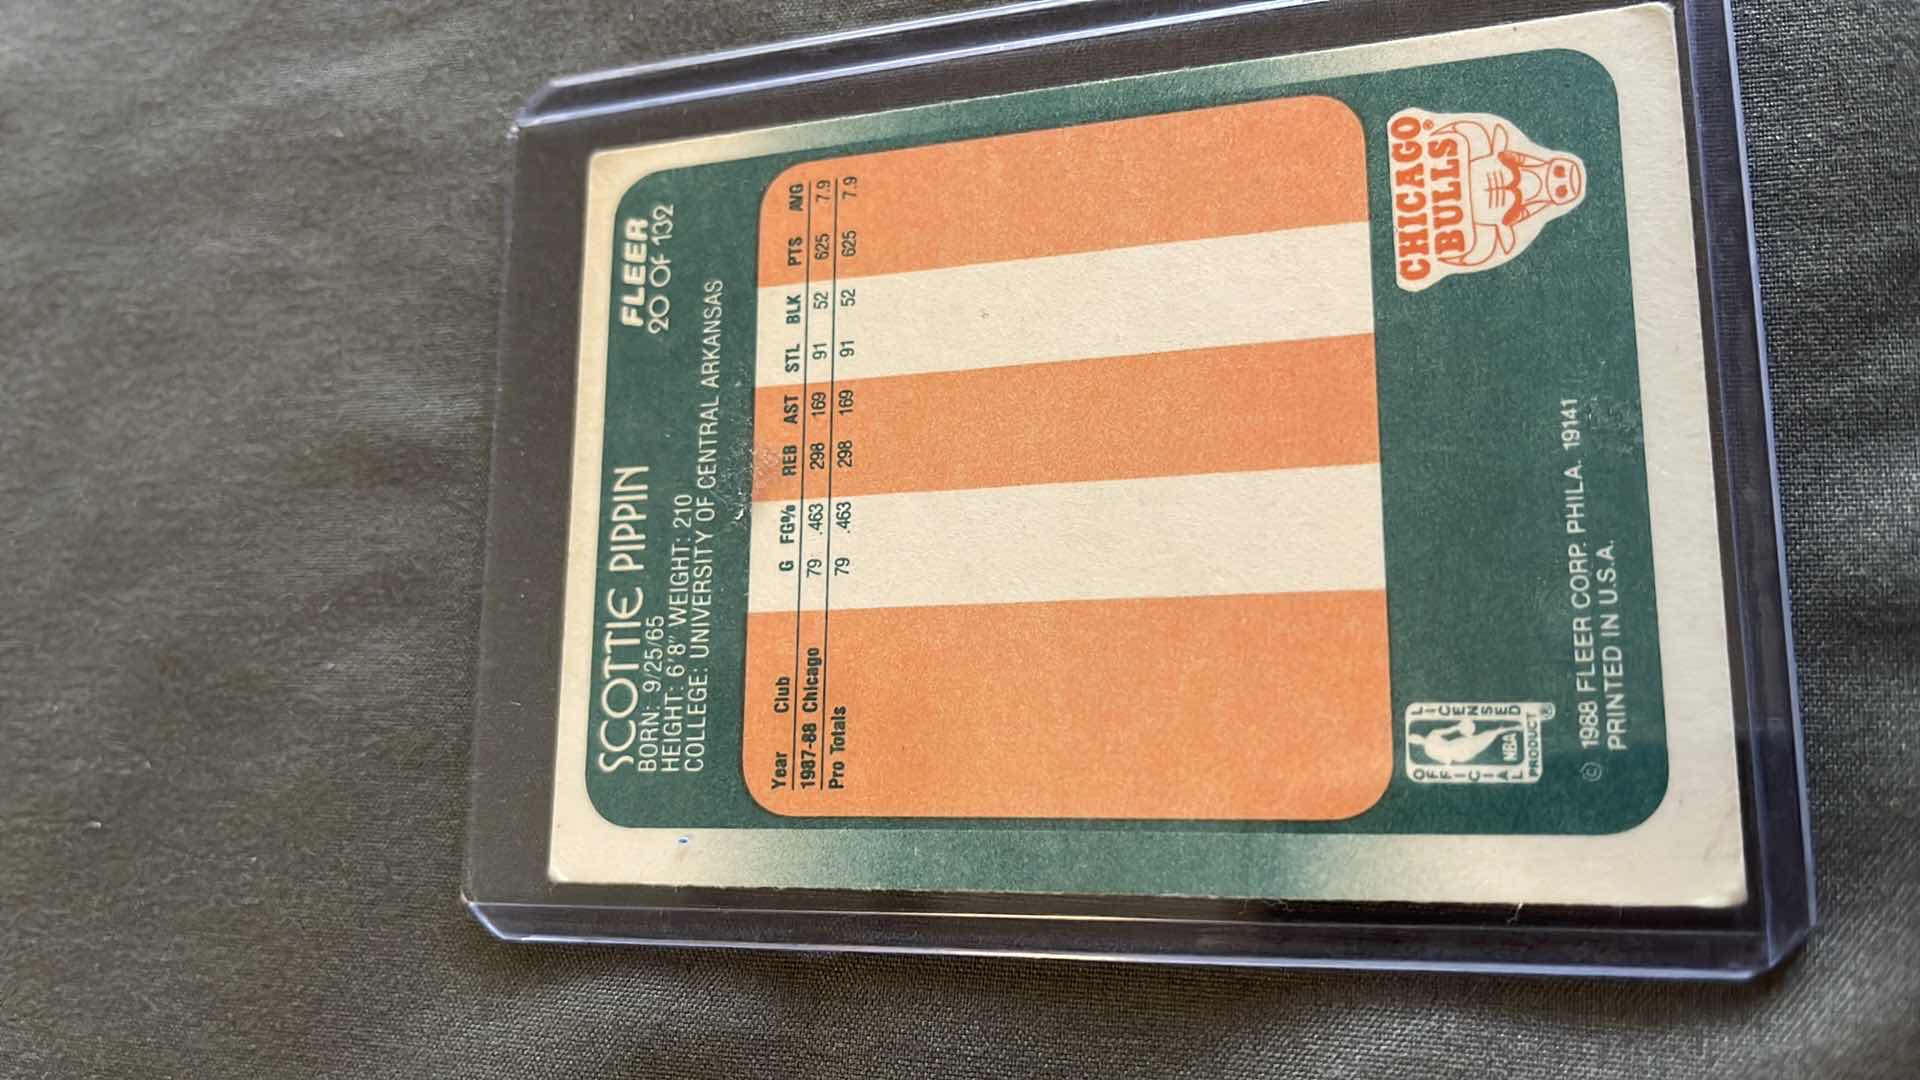 FLEER
20 OF 132
SCOTTIE PIPPIN
BORN: 9/25/65
HEIGHT: 6'8" WEIGHT: 210
COLLEGE: UNIVERSITY OF CENTRAL ARKANSAS
Year Club G FG% REB AST STL BLK PTS AVG
1987-88 Chicago 79 .463 298 169 91 52 625 7.9
Pro Totals 79 .463 298 169 91 52 625 7.9
OFFICIAL LICENSED
NBA
PRODUCT®
CHICAGO
BULLS®
© 1988 FLEER CORP. PHILA. 19141
PRINTED IN U.S.A.